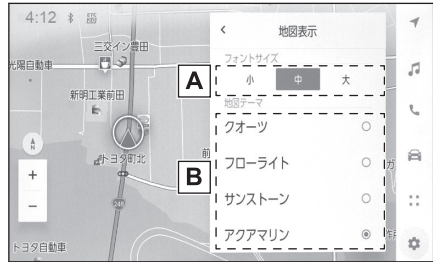 4:12
三交イン豊田
光陽自動車
新明工業前田
トヨタ町北
前
248
N
+
−
トヨタ自動車
地図表示
フォントサイズ
A
小 中 大
地図テーマ
B
クオーツ
フローライト
サンストーン
アクアマリン
ガ